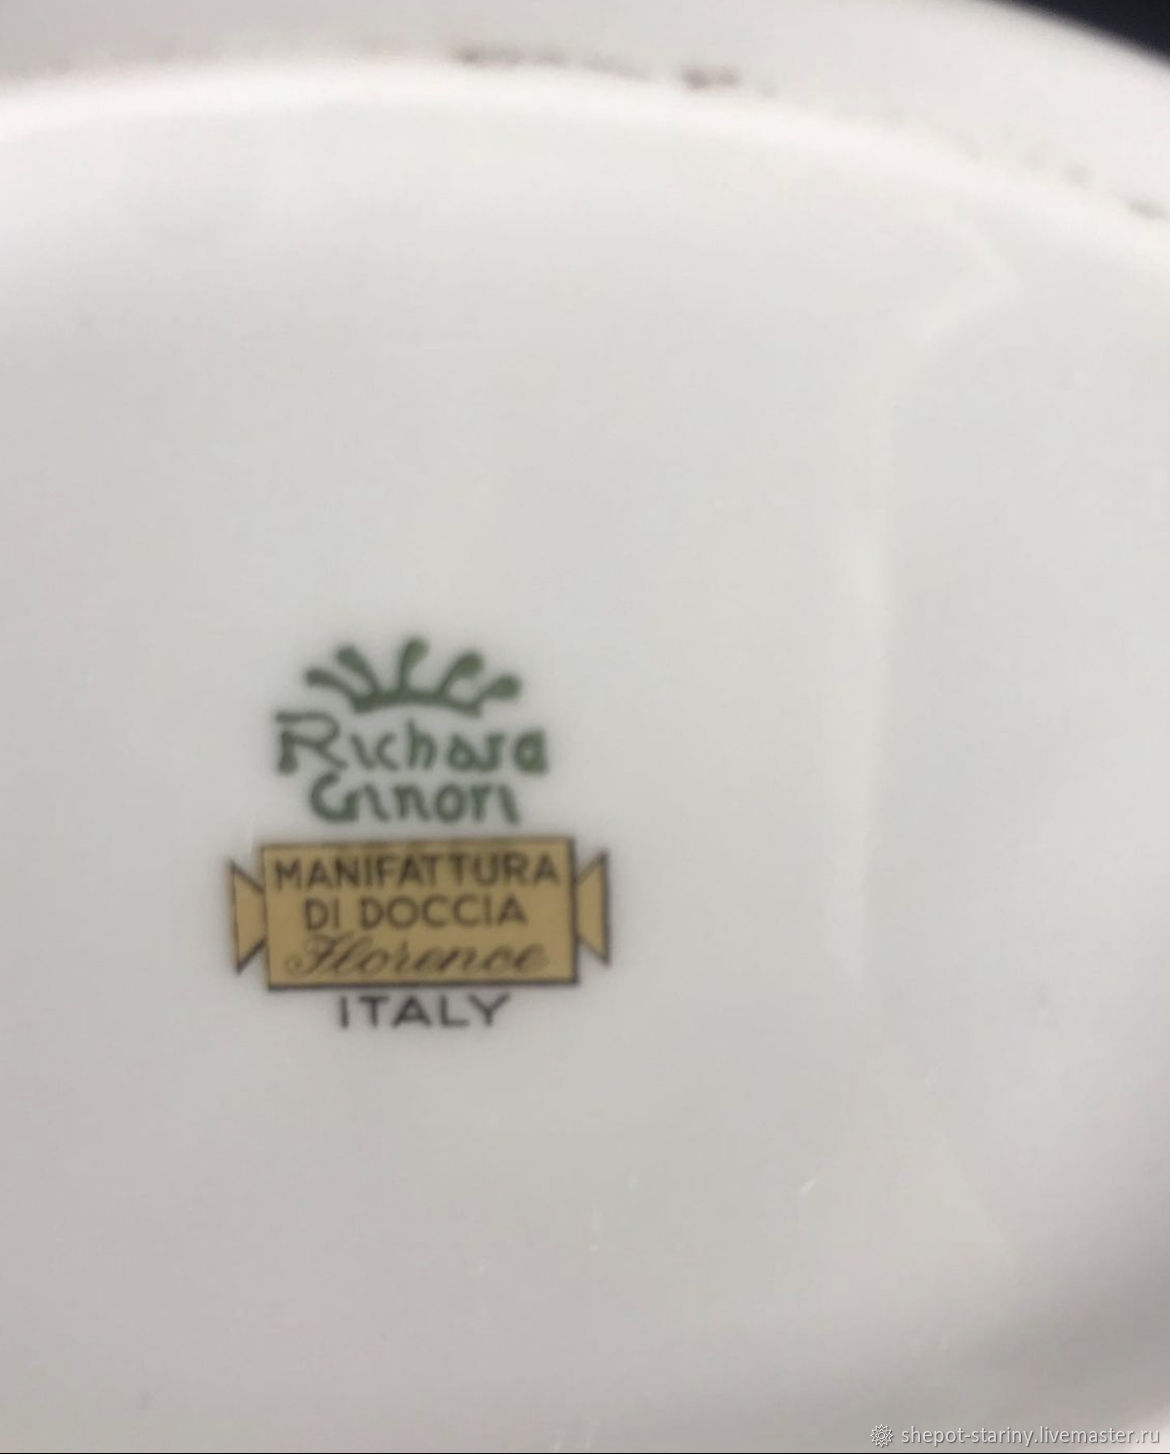 Richard
Ginori
MANIFATTURA
DI DOCCIA
Florence
ITALY
shepot-stariny.livemaster.ru